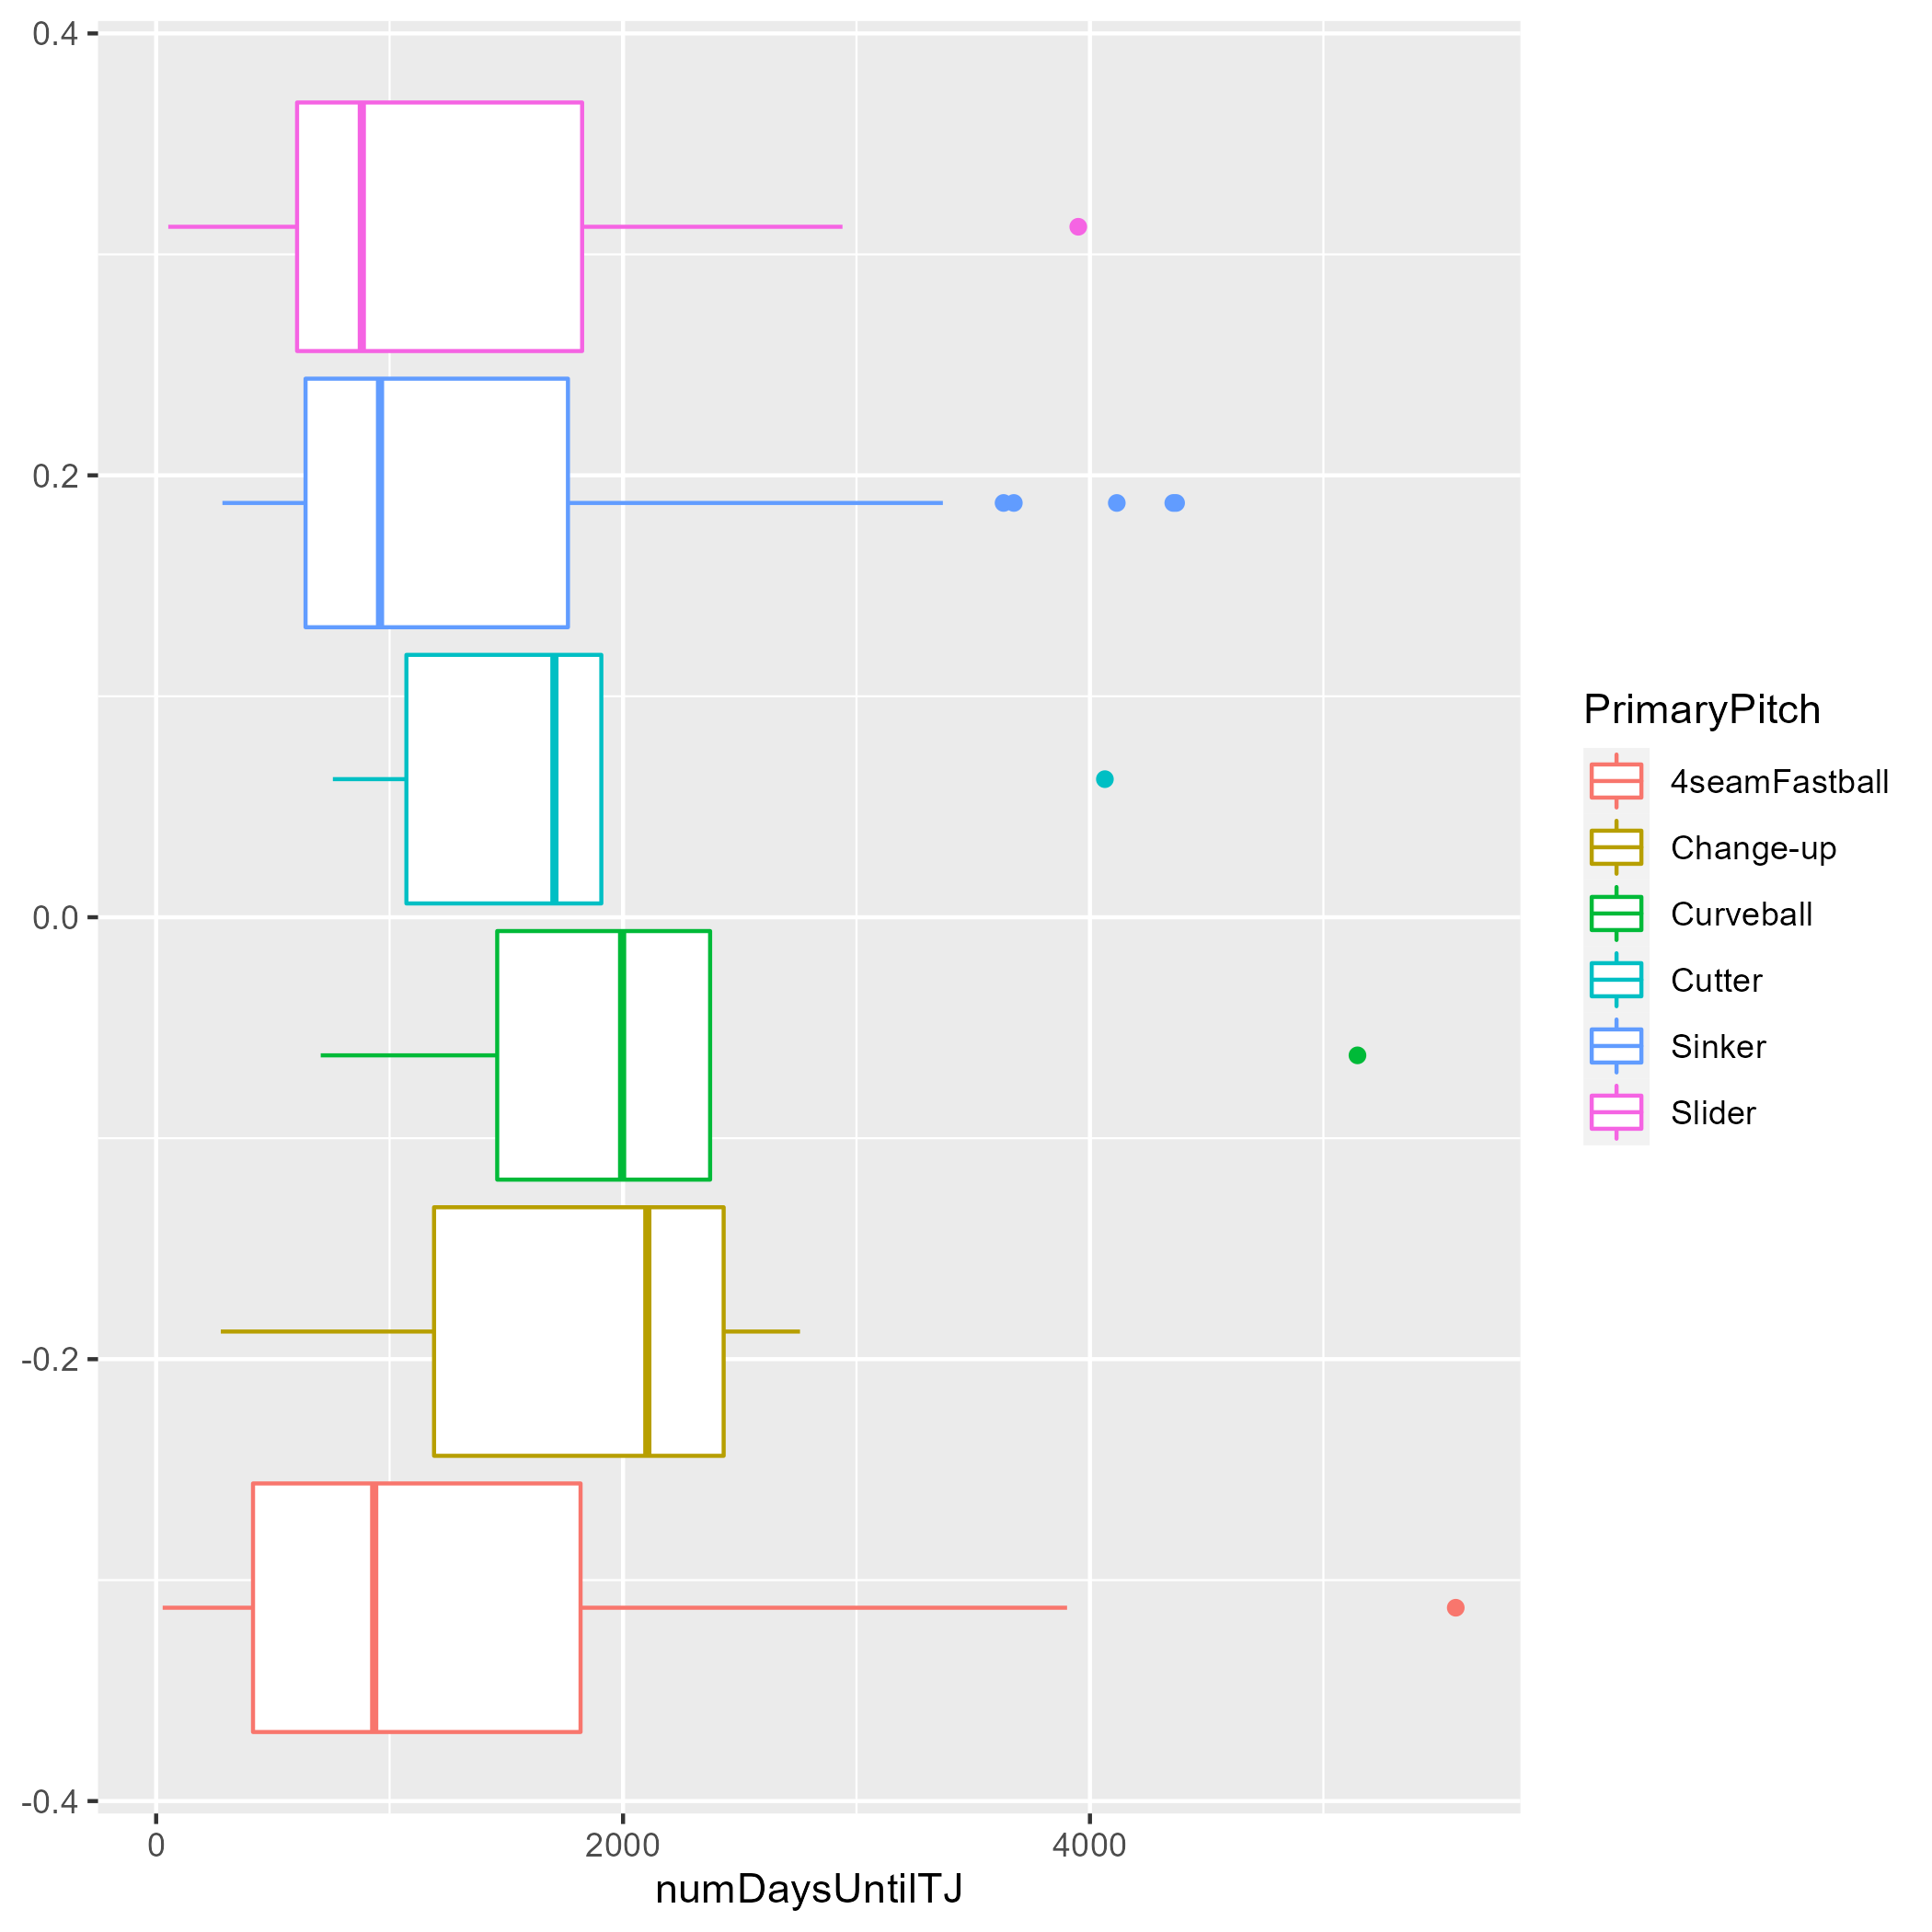 0.4
0.2
0.0
-0.2
-0.4
0
2000
4000
numDaysUntilTJ
PrimaryPitch
4seamFastball
Change-up
Curveball
Cutter
Sinker
Slider